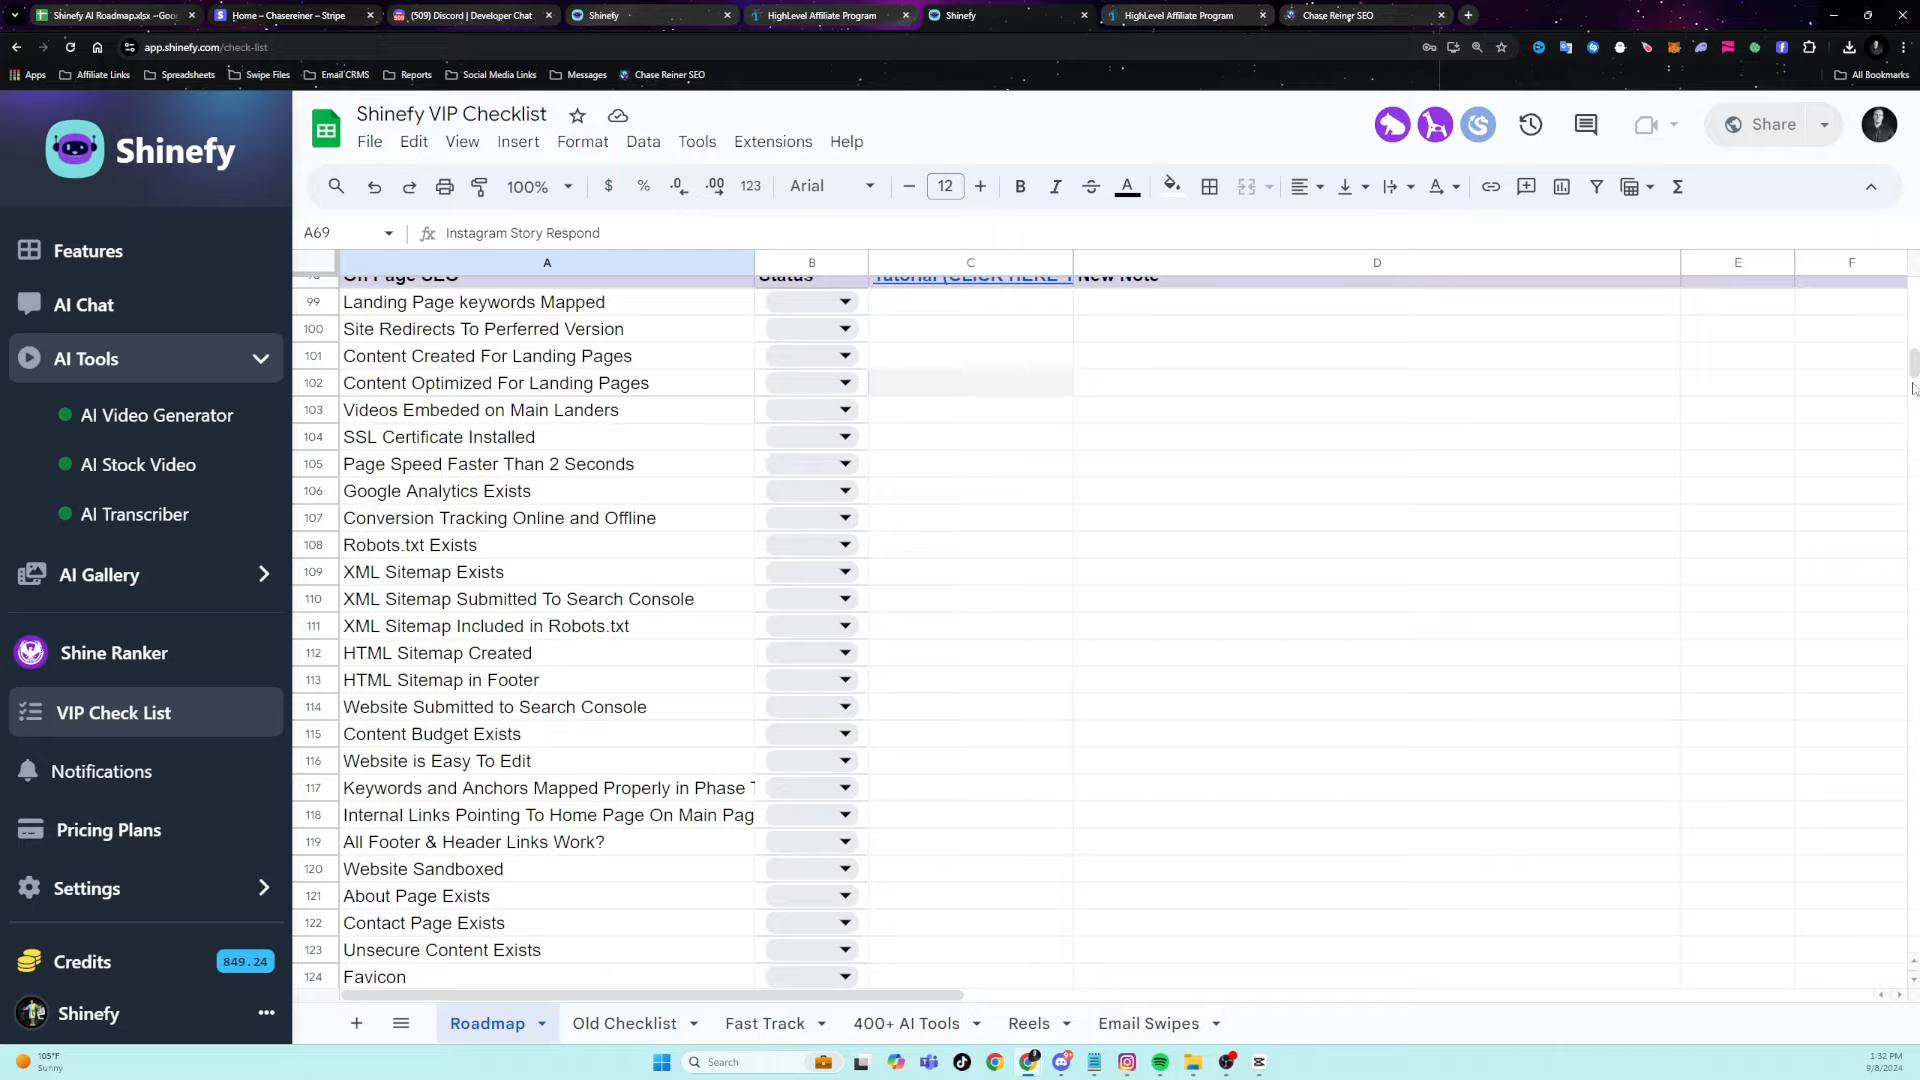 Shinefy AI Roadmap.xlsx - Goo
Home – Chasereiner – Stripe
(509) Discord | Developer Chat
Shinefy
HighLevel Affiliate Program
Shinefy
HighLevel Affiliate Program
Chase Reiner SEO
app.shinefy.com/check-list
Apps
Affiliate Links
Spreadsheets
Swipe Files
Email CRMS
Reports
Social Media Links
Messages
Chase Reiner SEO
All Bookmarks
Shinefy
Features
AI Chat
AI Tools
AI Video Generator
AI Stock Video
AI Transcriber
AI Gallery
Shine Ranker
VIP Check List
Notifications
Pricing Plans
Settings
Credits
849.24
Shinefy
Shinefy VIP Checklist
File Edit View Insert Format Data Tools Extensions Help
Share
100% $ % .0 .00 123 Arial 12 B I A
A69
Instagram Story Respond
A B C D E F
On Page SEO Status Tutorial (CLICK HERE New Note
99 Landing Page keywords Mapped
100 Site Redirects To Perferred Version
101 Content Created For Landing Pages
102 Content Optimized For Landing Pages
103 Videos Embeded on Main Landers
104 SSL Certificate Installed
105 Page Speed Faster Than 2 Seconds
106 Google Analytics Exists
107 Conversion Tracking Online and Offline
108 Robots.txt Exists
109 XML Sitemap Exists
110 XML Sitemap Submitted To Search Console
111 XML Sitemap Included in Robots.txt
112 HTML Sitemap Created
113 HTML Sitemap in Footer
114 Website Submitted to Search Console
115 Content Budget Exists
116 Website is Easy To Edit
117 Keywords and Anchors Mapped Properly in Phase T
118 Internal Links Pointing To Home Page On Main Pag
119 All Footer & Header Links Work?
120 Website Sandboxed
121 About Page Exists
122 Contact Page Exists
123 Unsecure Content Exists
124 Favicon
Roadmap
Old Checklist
Fast Track
400+ AI Tools
Reels
Email Swipes
105°F
Sunny
Search
1:32 PM
9/8/2024